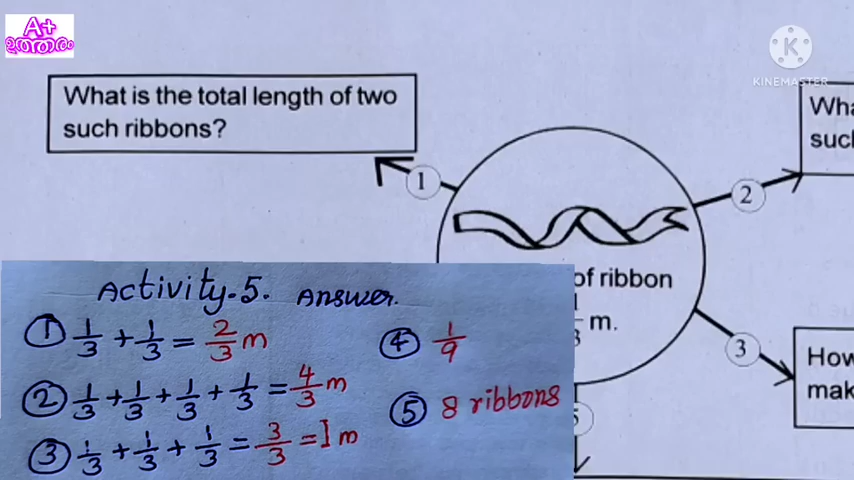 A+
ഉത്തരം
KINEMASTER
What is the total length of two
such ribbons?
1
2
such
of ribbon
m.
3
How
Activity-5. Answer.
① 1/3 + 1/3 = 2/3 m
② 1/3 + 1/3 + 1/3 + 1/3 = 4/3 m
③ 1/3 + 1/3 + 1/3 = 3/3 = 1 m
④ 1/9
⑤ 8 ribbons